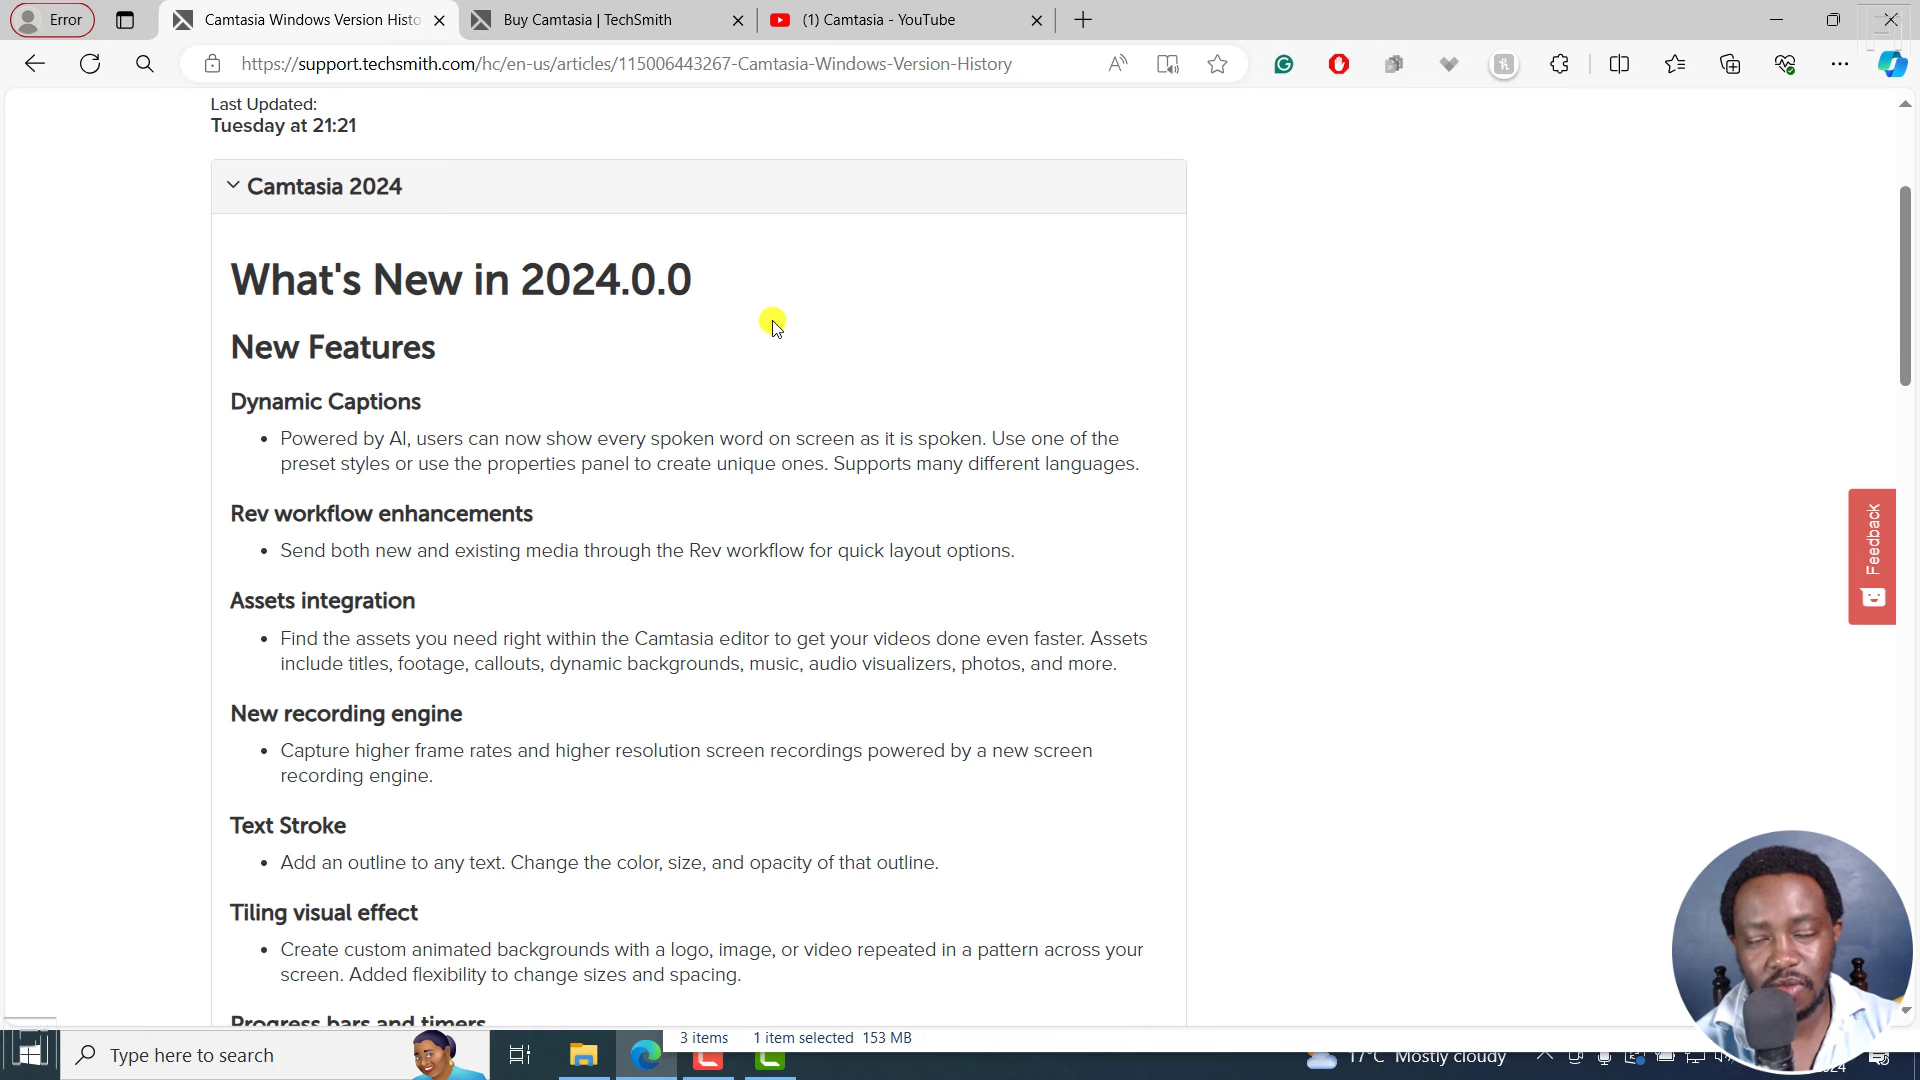 Error
Camtasia Windows Version Histo
Buy Camtasia | TechSmith
(1) Camtasia - YouTube
https://support.techsmith.com/hc/en-us/articles/115006443267-Camtasia-Windows-Version-History
Last Updated:
Tuesday at 21:21
Camtasia 2024
What's New in 2024.0.0
New Features
Dynamic Captions
• Powered by AI, users can now show every spoken word on screen as it is spoken. Use one of the
preset styles or use the properties panel to create unique ones. Supports many different languages.
Rev workflow enhancements
• Send both new and existing media through the Rev workflow for quick layout options.
Assets integration
• Find the assets you need right within the Camtasia editor to get your videos done even faster. Assets
include titles, footage, callouts, dynamic backgrounds, music, audio visualizers, photos, and more.
New recording engine
• Capture higher frame rates and higher resolution screen recordings powered by a new screen
recording engine.
Text Stroke
• Add an outline to any text. Change the color, size, and opacity of that outline.
Tiling visual effect
• Create custom animated backgrounds with a logo, image, or video repeated in a pattern across your
screen. Added flexibility to change sizes and spacing.
Progress bars and timers
Feedback
3 items 1 item selected 153 MB
Type here to search
17°C Mostly cloudy